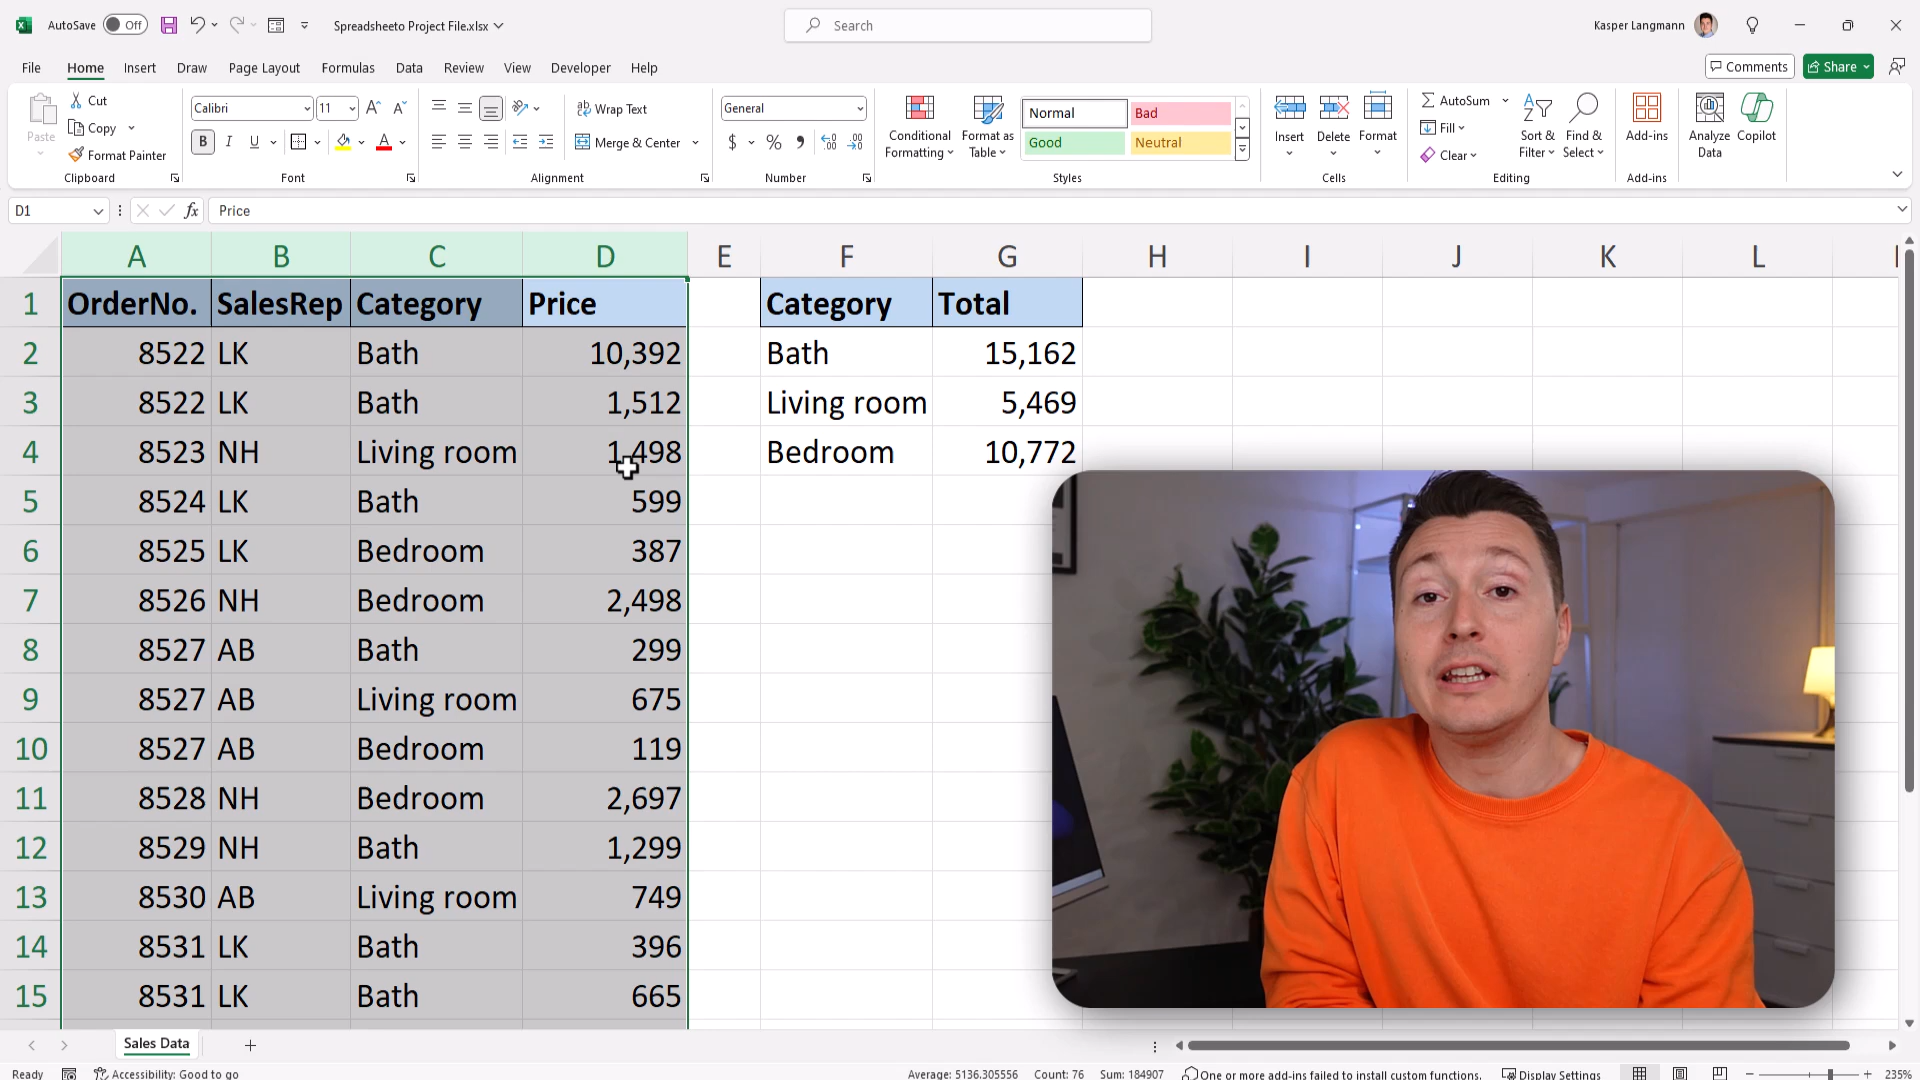 AutoSave Off Spreadsheeto Project File.xlsx Search Kasper Langmann
File Home Insert Draw Page Layout Formulas Data Review View Developer Help Comments Share
Paste Cut Copy Format Painter Clipboard
Calibri 11 B I U A Font
Wrap Text Merge & Center Alignment
General $ % Number
Conditional Formatting Format as Table Normal Bad Good Neutral Styles
Insert Delete Format Cells
AutoSum Fill Clear Sort & Filter Find & Select Editing
Add-ins Add-ins
Analyze Data Copilot
D1 fx Price
A B C D E F G H I J K L
1 OrderNo. SalesRep Category Price Category Total
2 8522 LK Bath 10,392 Bath 15,162
3 8522 LK Bath 1,512 Living room 5,469
4 8523 NH Living room 1,498 Bedroom 10,772
5 8524 LK Bath 599
6 8525 LK Bedroom 387
7 8526 NH Bedroom 2,498
8 8527 AB Bath 299
9 8527 AB Living room 675
10 8527 AB Bedroom 119
11 8528 NH Bedroom 2,697
12 8529 NH Bath 1,299
13 8530 AB Living room 749
14 8531 LK Bath 396
15 8531 LK Bath 665
Sales Data
Ready Accessibility: Good to go Average: 5136.305556 Count: 76 Sum: 184907 One or more add-ins failed to install custom functions. Display Settings 235%